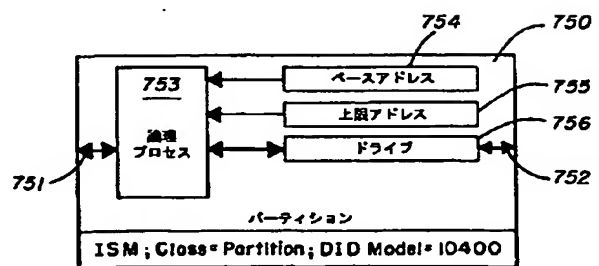 754
750
753
ベースアドレス
755
上限アドレス
756
論理
プロセス
ドライブ
751
752
パーティション
ISM; Class=Partition; DID Model=10400